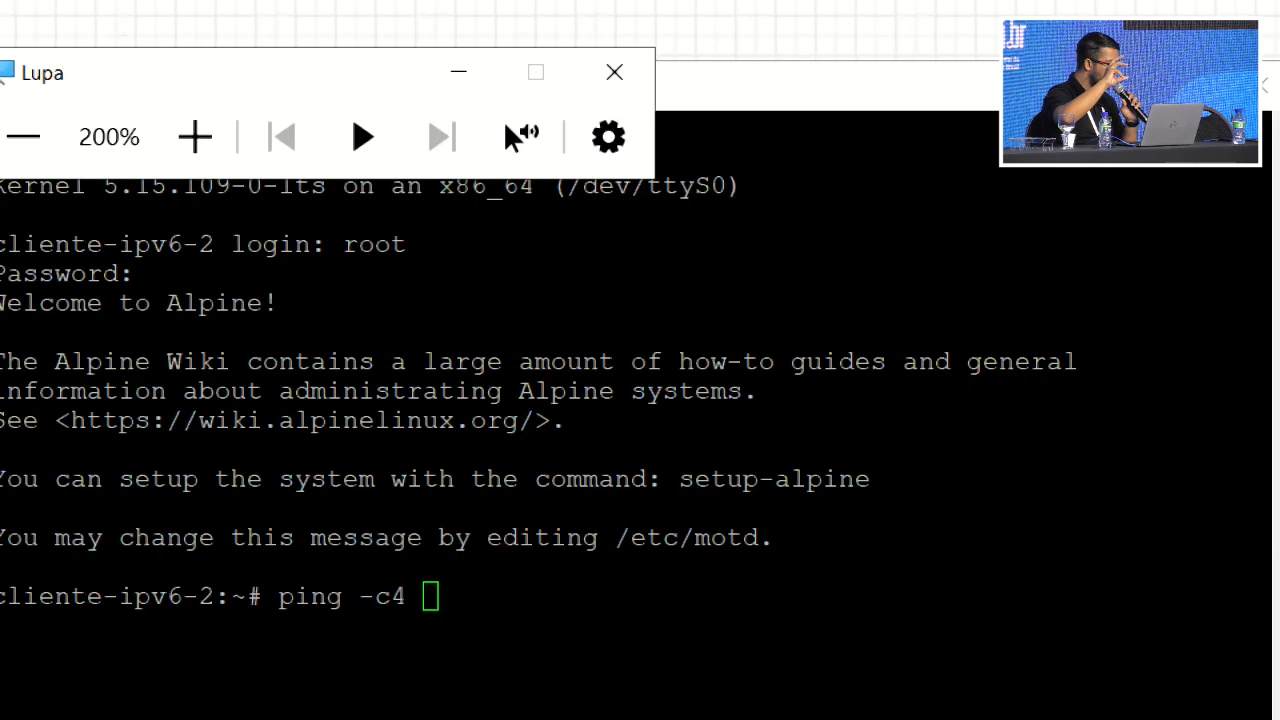 Lupa
200%
Kernel 5.15.109-0-lts on an x86_64 (/dev/ttyS0)
cliente-ipv6-2 login: root
Password:
Welcome to Alpine!
The Alpine Wiki contains a large amount of how-to guides and general
information about administrating Alpine systems.
See <https://wiki.alpinelinux.org/>.
You can setup the system with the command: setup-alpine
You may change this message by editing /etc/motd.
cliente-ipv6-2:~# ping -c4
.br